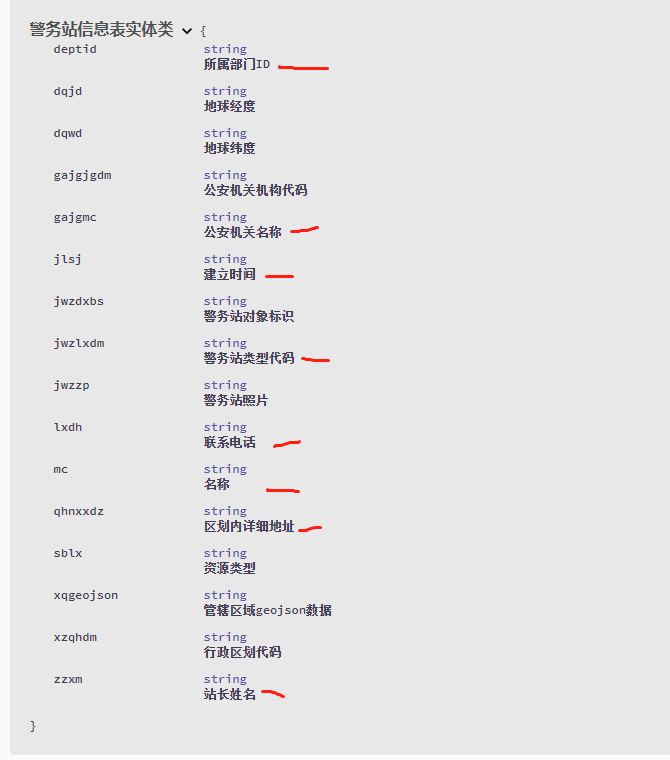 警务站信息表实体类 {
deptid string
所属部门ID
dqjd string
地球经度
dqwd string
地球纬度
gajgjgdm string
公安机关机构代码
gajgmc string
公安机关名称
jlsj string
建立时间
jwzdxbs string
警务站对象标识
jwzlxdm string
警务站类型代码
jwzzp string
警务站照片
lxdh string
联系电话
mc string
名称
qhnxxdz string
区划内详细地址
sblx string
资源类型
xqgeojson string
管辖区域geojson数据
xzqhdm string
行政区划代码
zzxm string
站长姓名
}